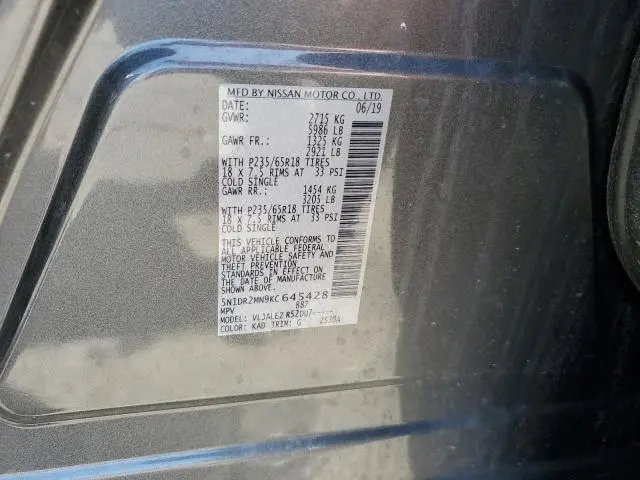 MFD BY NISSAN MOTOR CO., LTD.
DATE: 06/19
GVWR: 2715 KG
5986 LB
GAWR FR.: 1325 KG
2921 LB
WITH P235/65R18 TIRES
18 X 7.5 RIMS AT 33 PSI
COLD SINGLE
GAWR RR.: 1454 KG
3205 LB
WITH P235/65R18 TIRES
18 X 7.5 RIMS AT 33 PSI
COLD SINGLE
THIS VEHICLE CONFORMS TO
ALL APPLICABLE FEDERAL
MOTOR VEHICLE SAFETY AND
THEFT PREVENTION
STANDARDS IN EFFECT ON
THE DATE OF MANUFACTURE
SHOWN ABOVE.
5N1DR2MN9KC645428
MPV 887
MODEL:
COLOR: KAD TRIM: G